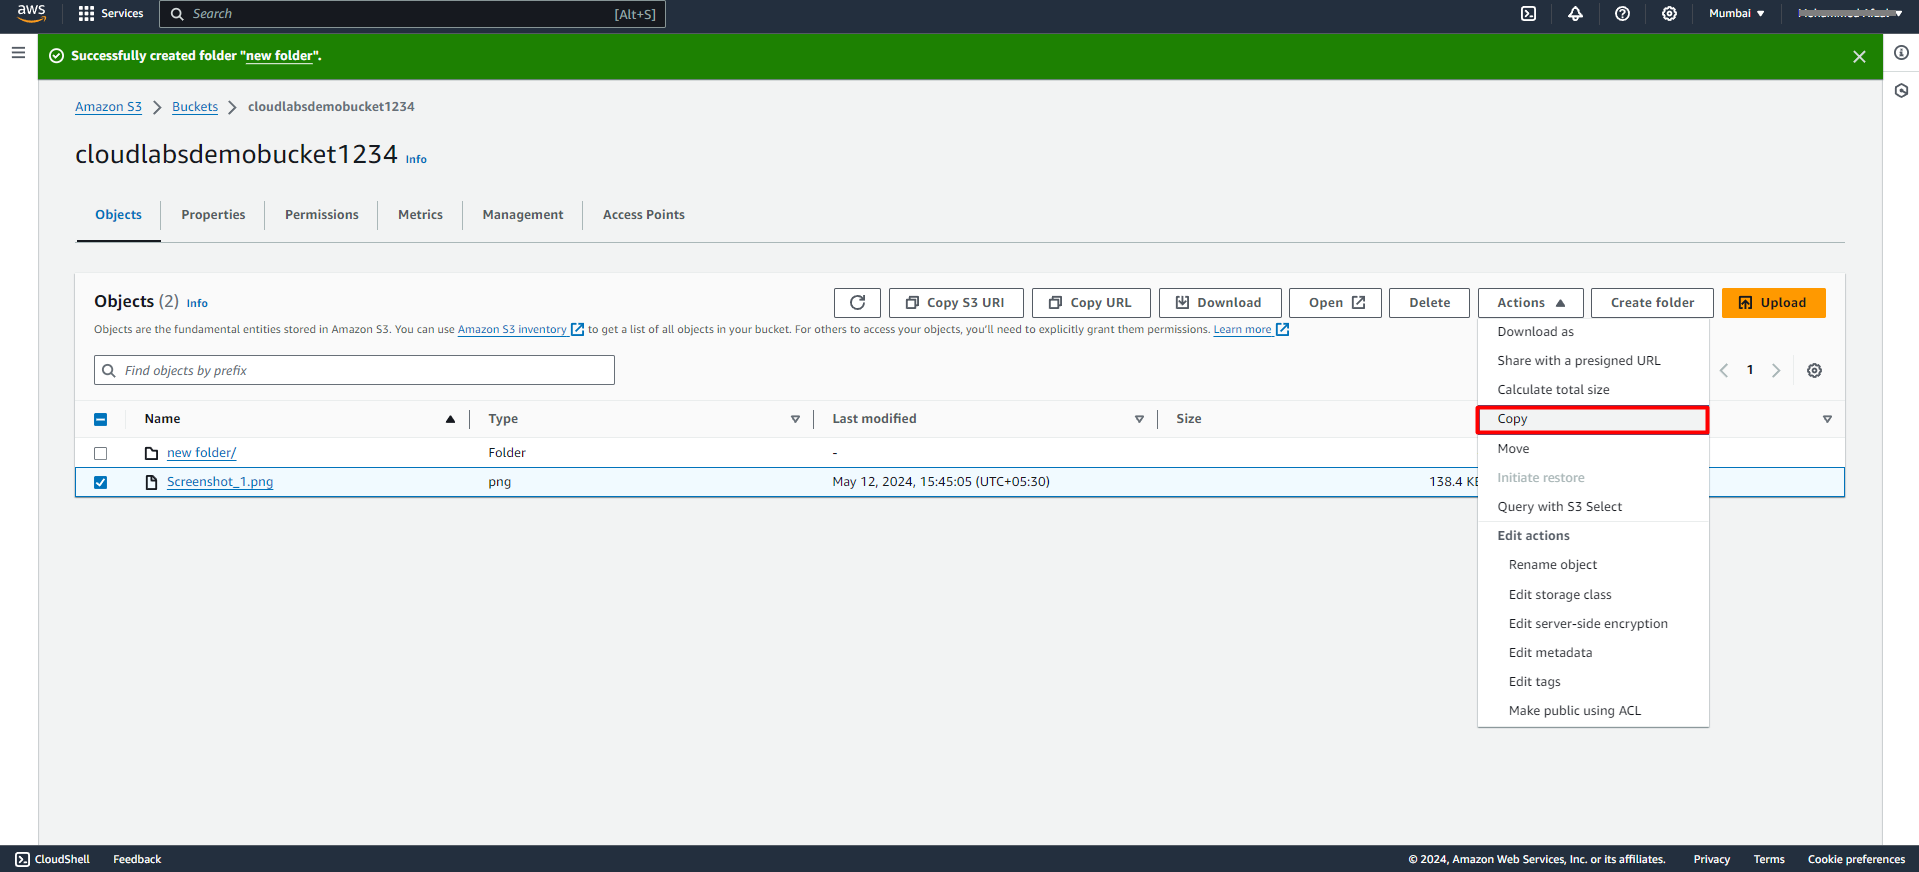 aws Services Search [Alt+S] Mumbai
Successfully created folder "new folder".
Amazon S3 Buckets cloudlabsdemobucket1234
cloudlabsdemobucket1234 Info
Objects Properties Permissions Metrics Management Access Points
Objects (2) Info Copy S3 URI Copy URL Download Open Delete Actions Create folder Upload
Objects are the fundamental entities stored in Amazon S3. You can use Amazon S3 inventory to get a list of all objects in your bucket. For others to access your objects, you'll need to explicitly grant them permissions. Learn more
Download as
Share with a presigned URL
Find objects by prefix 1
Calculate total size
Name Type Last modified Size Copy
Move
new folder/ Folder -
Initiate restore
Screenshot_1.png png May 12, 2024, 15:45:05 (UTC+05:30) 138.4
Query with S3 Select
Edit actions
Rename object
Edit storage class
Edit server-side encryption
Edit metadata
Edit tags
Make public using ACL
CloudShell Feedback © 2024, Amazon Web Services, Inc. or its affiliates. Privacy Terms Cookie preferences